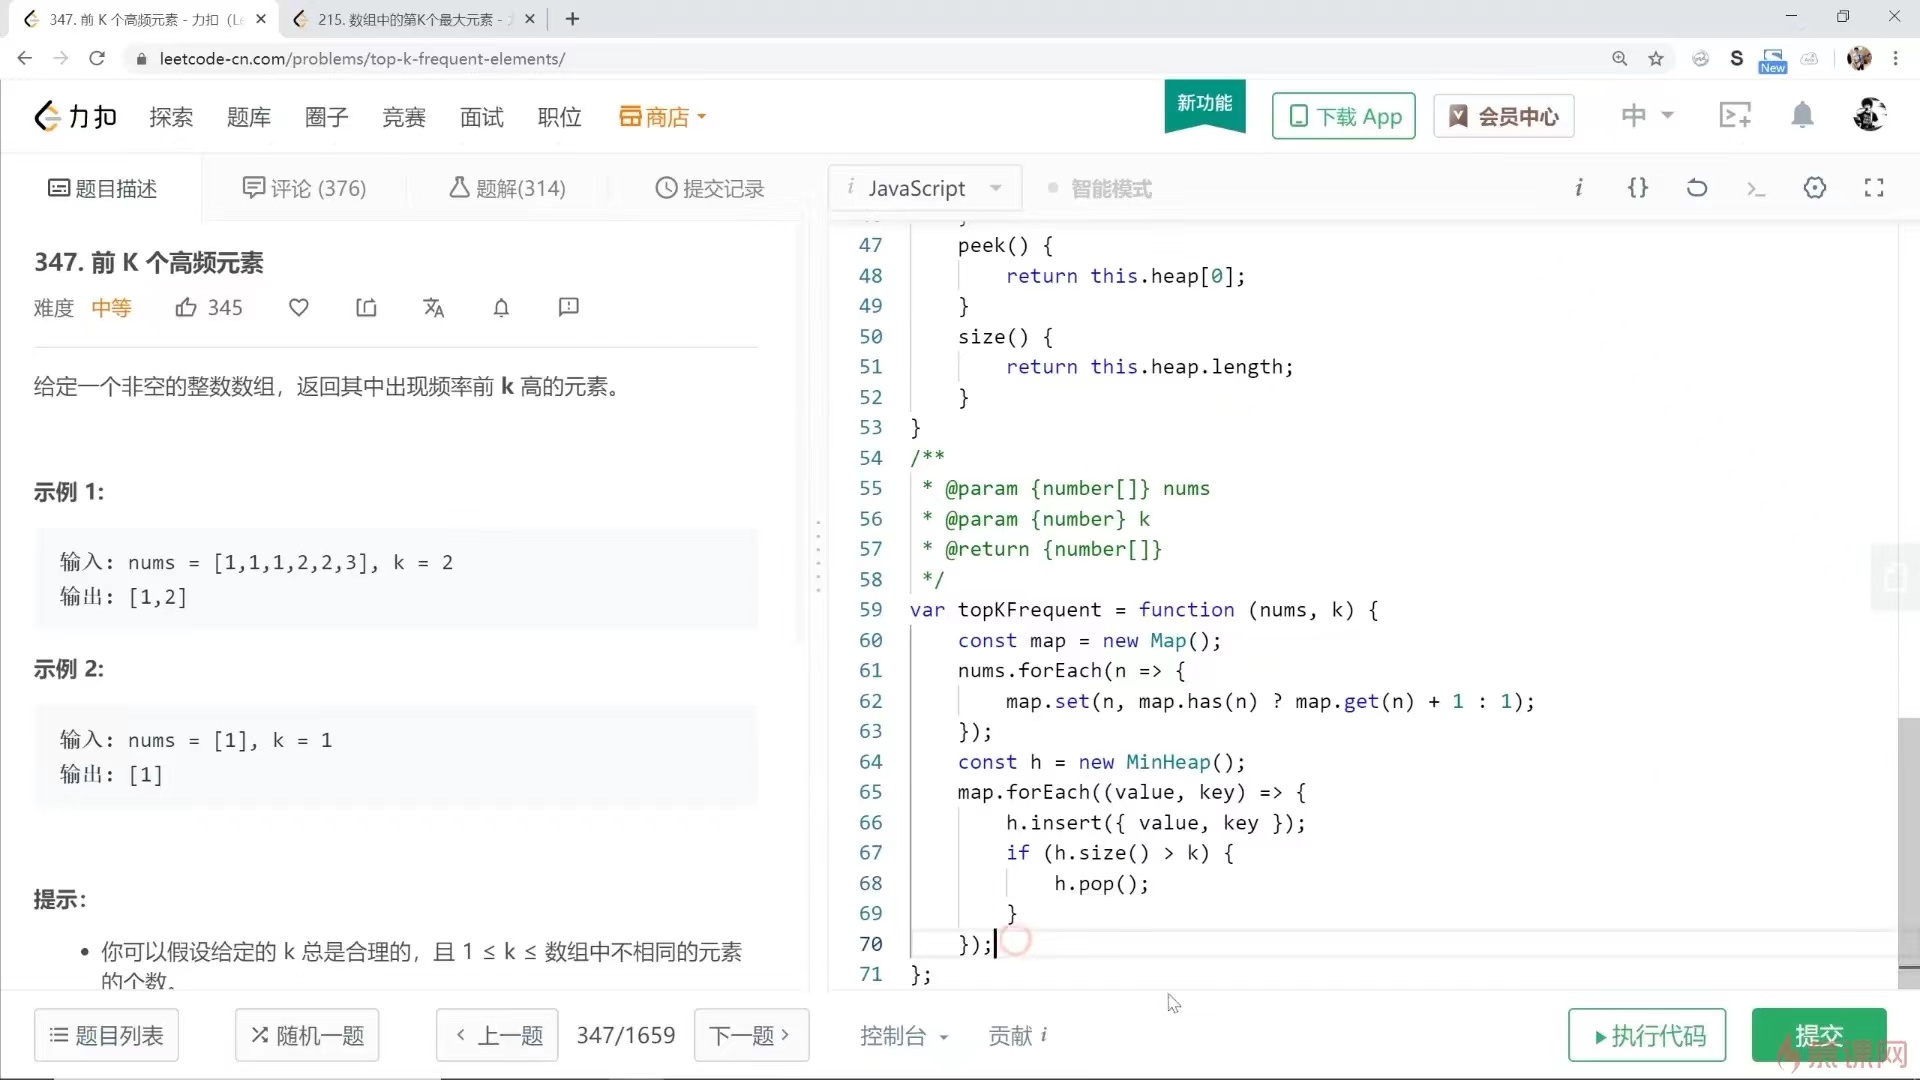 347. 前 K 个高频元素 - 力扣（Le
215. 数组中的第K个最大元素 -
leetcode-cn.com/problems/top-k-frequent-elements/
S
New
力扣
探索
题库
圈子
竞赛
面试
职位
商店
新功能
下载 App
会员中心
中
题目描述
评论 (376)
题解(314)
提交记录
i JavaScript
智能模式
i
{}
347. 前 K 个高频元素
难度 中等 345
给定一个非空的整数数组，返回其中出现频率前 k 高的元素。
示例 1:
输入: nums = [1,1,1,2,2,3], k = 2
输出: [1,2]
示例 2:
输入: nums = [1], k = 1
输出: [1]
提示：
• 你可以假设给定的 k 总是合理的，且 1 ≤ k ≤ 数组中不相同的元素
的个数。
47 peek() {
48 return this.heap[0];
49 }
50 size() {
51 return this.heap.length;
52 }
53 }
54 /**
55 * @param {number[]} nums
56 * @param {number} k
57 * @return {number[]}
58 */
59 var topKFrequent = function (nums, k) {
60 const map = new Map();
61 nums.forEach(n => {
62 map.set(n, map.has(n) ? map.get(n) + 1 : 1);
63 });
64 const h = new MinHeap();
65 map.forEach((value, key) => {
66 h.insert({ value, key });
67 if (h.size() > k) {
68 h.pop();
69 }
70 });
71 };
题目列表
随机一题
上一题
347/1659
下一题
控制台
贡献 i
执行代码
提交
慕课网